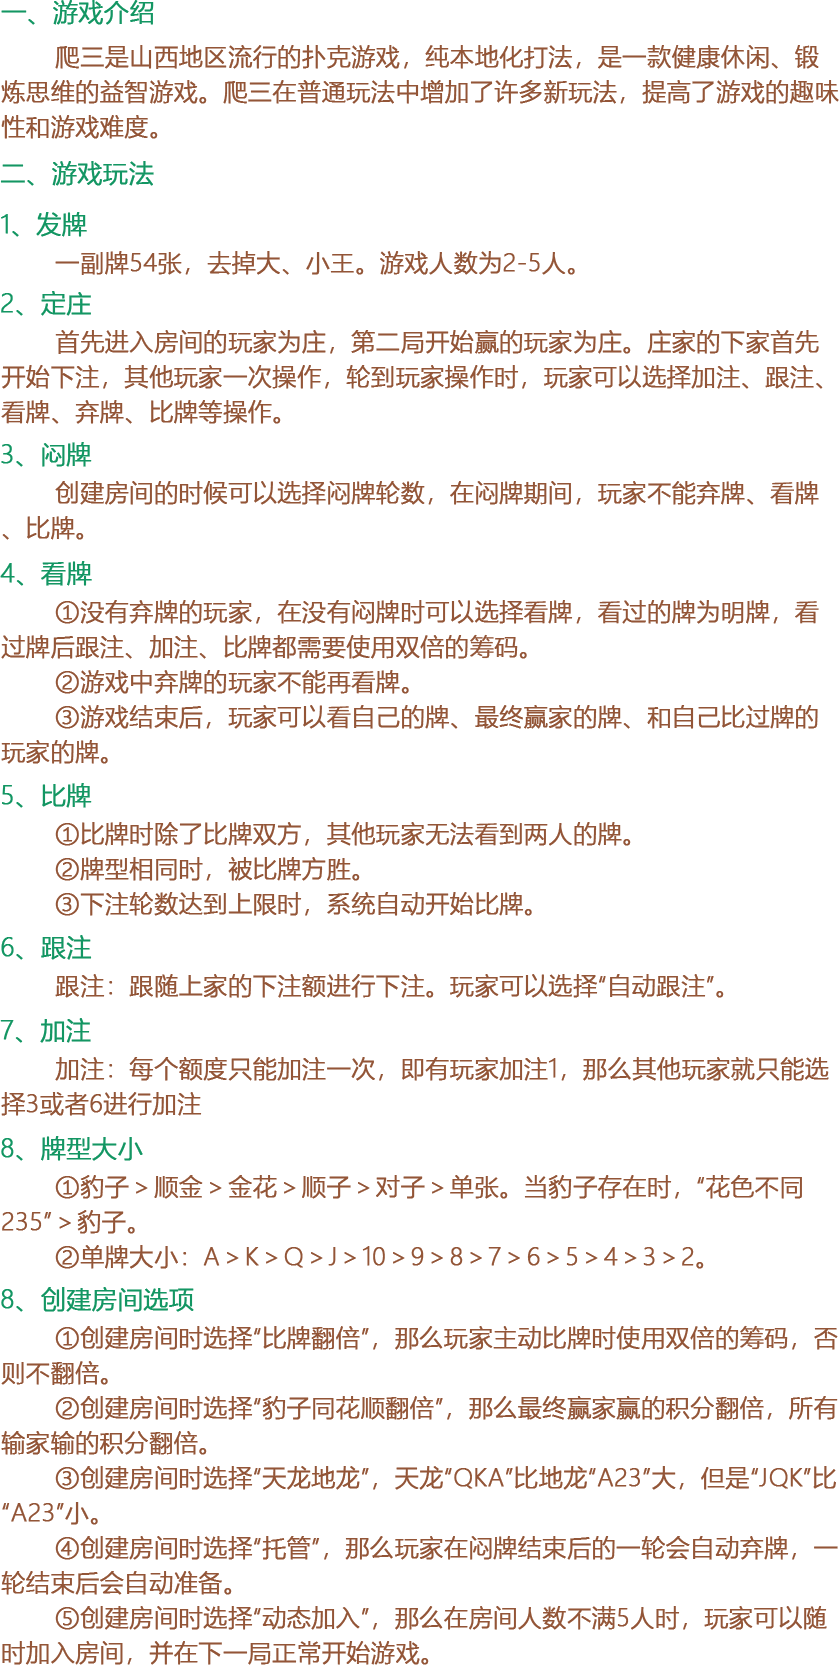 一、游戏介绍
爬三是山西地区流行的扑克游戏，纯本地化打法，是一款健康休闲、锻
炼思维的益智游戏。爬三在普通玩法中增加了许多新玩法，提高了游戏的趣味
性和游戏难度。
二、游戏玩法
1、发牌
一副牌54张，去掉大、小王。游戏人数为2-5人。
2、定庄
首先进入房间的玩家为庄，第二局开始赢的玩家为庄。庄家的下家首先
开始下注，其他玩家一次操作，轮到玩家操作时，玩家可以选择加注、跟注、
看牌、弃牌、比牌等操作。
3、闷牌
创建房间的时候可以选择闷牌轮数，在闷牌期间，玩家不能弃牌、看牌
、比牌。
4、看牌
①没有弃牌的玩家，在没有闷牌时可以选择看牌，看过的牌为明牌，看
过牌后跟注、加注、比牌都需要使用双倍的筹码。
②游戏中弃牌的玩家不能再看牌。
③游戏结束后，玩家可以看自己的牌、最终赢家的牌、和自己比过牌的
玩家的牌。
5、比牌
①比牌时除了比牌双方，其他玩家无法看到两人的牌。
②牌型相同时，被比牌方胜。
③下注轮数达到上限时，系统自动开始比牌。
6、跟注
跟注：跟随上家的下注额进行下注。玩家可以选择“自动跟注”。
7、加注
加注：每个额度只能加注一次，即有玩家加注1，那么其他玩家就只能选
择3或者6进行加注
8、牌型大小
①豹子＞顺金＞金花＞顺子＞对子＞单张。当豹子存在时，“花色不同
235”＞豹子。
②单牌大小：A＞K＞Q＞J＞10＞9＞8＞7＞6＞5＞4＞3＞2。
8、创建房间选项
①创建房间时选择“比牌翻倍”，那么玩家主动比牌时使用双倍的筹码，否
则不翻倍。
②创建房间时选择“豹子同花顺翻倍”，那么最终赢家赢的积分翻倍，所有
输家输的积分翻倍。
③创建房间时选择“天龙地龙”，天龙“QKA”比地龙“A23”大，但是“JQK”比
“A23”小。
④创建房间时选择“托管”，那么玩家在闷牌结束后的一轮会自动弃牌，一
轮结束后会自动准备。
⑤创建房间时选择“动态加入”，那么在房间人数不满5人时，玩家可以随
时加入房间，并在下一局正常开始游戏。